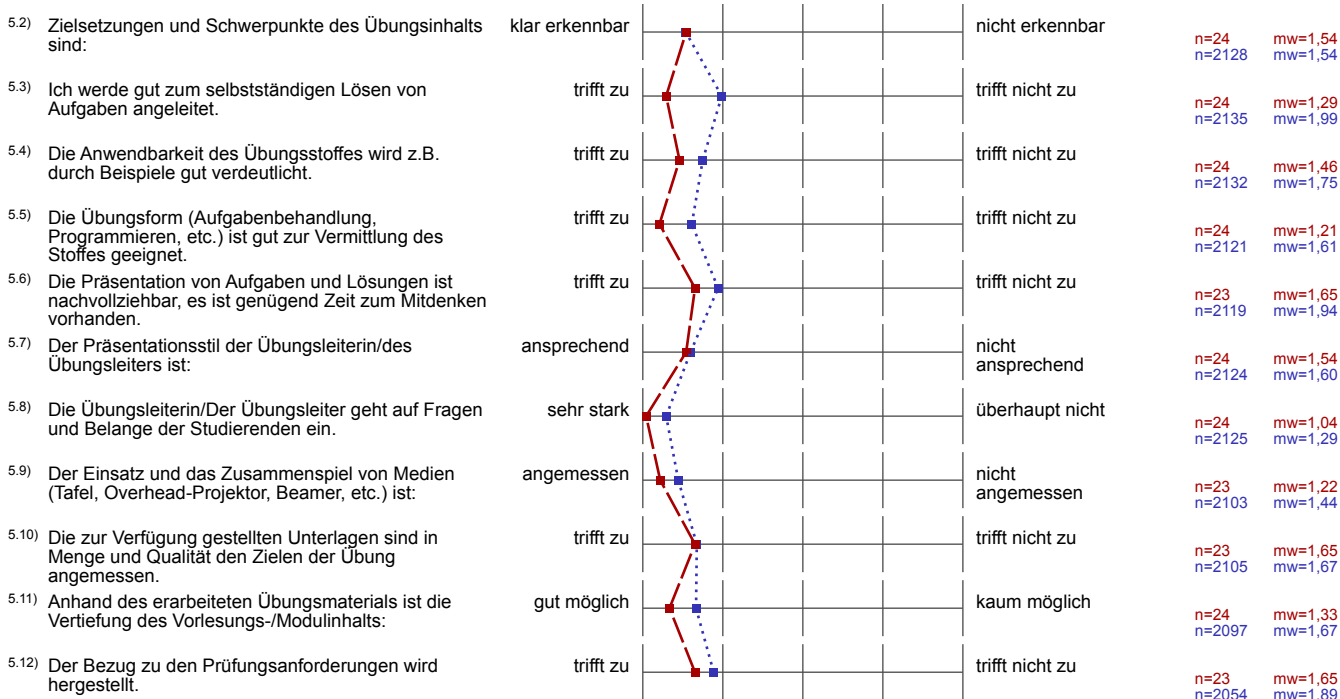 5.2) Zielsetzungen und Schwerpunkte des Übungsinhalts sind:
klar erkennbar
nicht erkennbar
n=24 mw=1,54
n=2128 mw=1,54
5.3) Ich werde gut zum selbstständigen Lösen von
Aufgaben angeleitet.
trifft zu
trifft nicht zu
n=24 mw=1,29
n=2135 mw=1,99
5.4) Die Anwendbarkeit des Übungsstoffes wird z.B.
durch Beispiele gut verdeutlicht.
trifft zu
trifft nicht zu
n=24 mw=1,46
n=2132 mw=1,75
5.5) Die Übungsform (Aufgabenbehandlung,
Programmieren, etc.) ist gut zur Vermittlung des
Stoffes geeignet.
trifft zu
trifft nicht zu
n=24 mw=1,21
n=2121 mw=1,61
5.6) Die Präsentation von Aufgaben und Lösungen ist
nachvollziehbar, es ist genügend Zeit zum Mitdenken
vorhanden.
trifft zu
trifft nicht zu
n=23 mw=1,65
n=2119 mw=1,94
5.7) Der Präsentationsstil der Übungsleiterin/des
Übungsleiters ist:
ansprechend
nicht
ansprechend
n=24 mw=1,54
n=2124 mw=1,60
5.8) Die Übungsleiterin/Der Übungsleiter geht auf Fragen
und Belange der Studierenden ein.
sehr stark
überhaupt nicht
n=24 mw=1,04
n=2125 mw=1,29
5.9) Der Einsatz und das Zusammenspiel von Medien
(Tafel, Overhead-Projektor, Beamer, etc.) ist:
angemessen
nicht
angemessen
n=23 mw=1,22
n=2103 mw=1,44
5.10) Die zur Verfügung gestellten Unterlagen sind in
Menge und Qualität den Zielen der Übung
angemessen.
trifft zu
trifft nicht zu
n=23 mw=1,65
n=2105 mw=1,67
5.11) Anhand des erarbeiteten Übungsmaterials ist die
Vertiefung des Vorlesungs-/Modulinhalts:
gut möglich
kaum möglich
n=24 mw=1,33
n=2097 mw=1,67
5.12) Der Bezug zu den Prüfungsanforderungen wird
hergestellt.
trifft zu
trifft nicht zu
n=23 mw=1,65
n=2054 mw=1,89